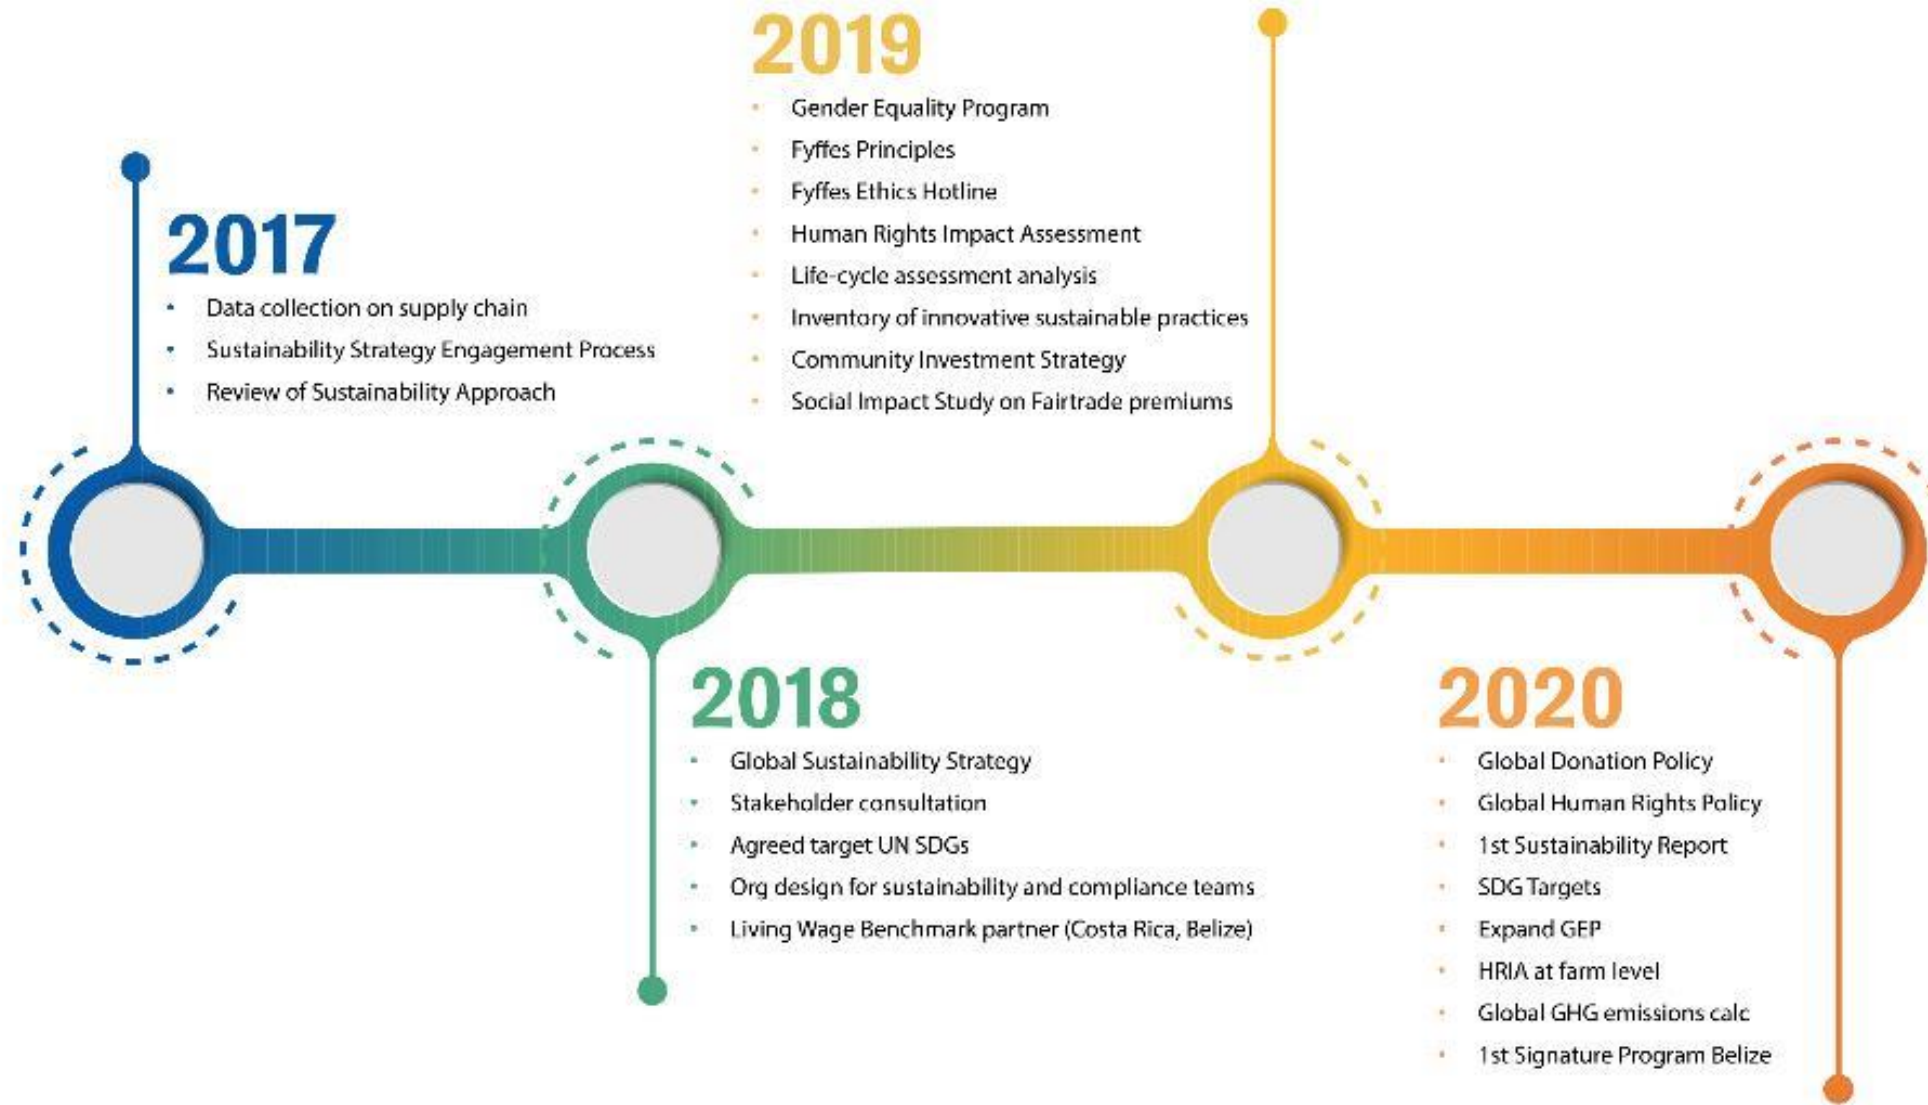 2017
• Data collection on supply chain
• Sustainability Strategy Engagement Process
• Review of Sustainability Approach
2018
• Global Sustainability Strategy
• Stakeholder consultation
• Agreed target UN SDGs
• Org design for sustainability and compliance teams
• Living Wage Benchmark partner (Costa Rica, Belize)
2019
• Gender Equality Program
• Fyffes Principles
• Fyffes Ethics Hotline
• Human Rights Impact Assessment
• Life-cycle assessment analysis
• Inventory of innovative sustainable practices
• Community Investment Strategy
• Social Impact Study on Fairtrade premiums
2020
• Global Donation Policy
• Global Human Rights Policy
• 1st Sustainability Report
• SDG Targets
• Expand GEP
• HRIA at farm level
• Global GHG emissions calc
• 1st Signature Program Belize